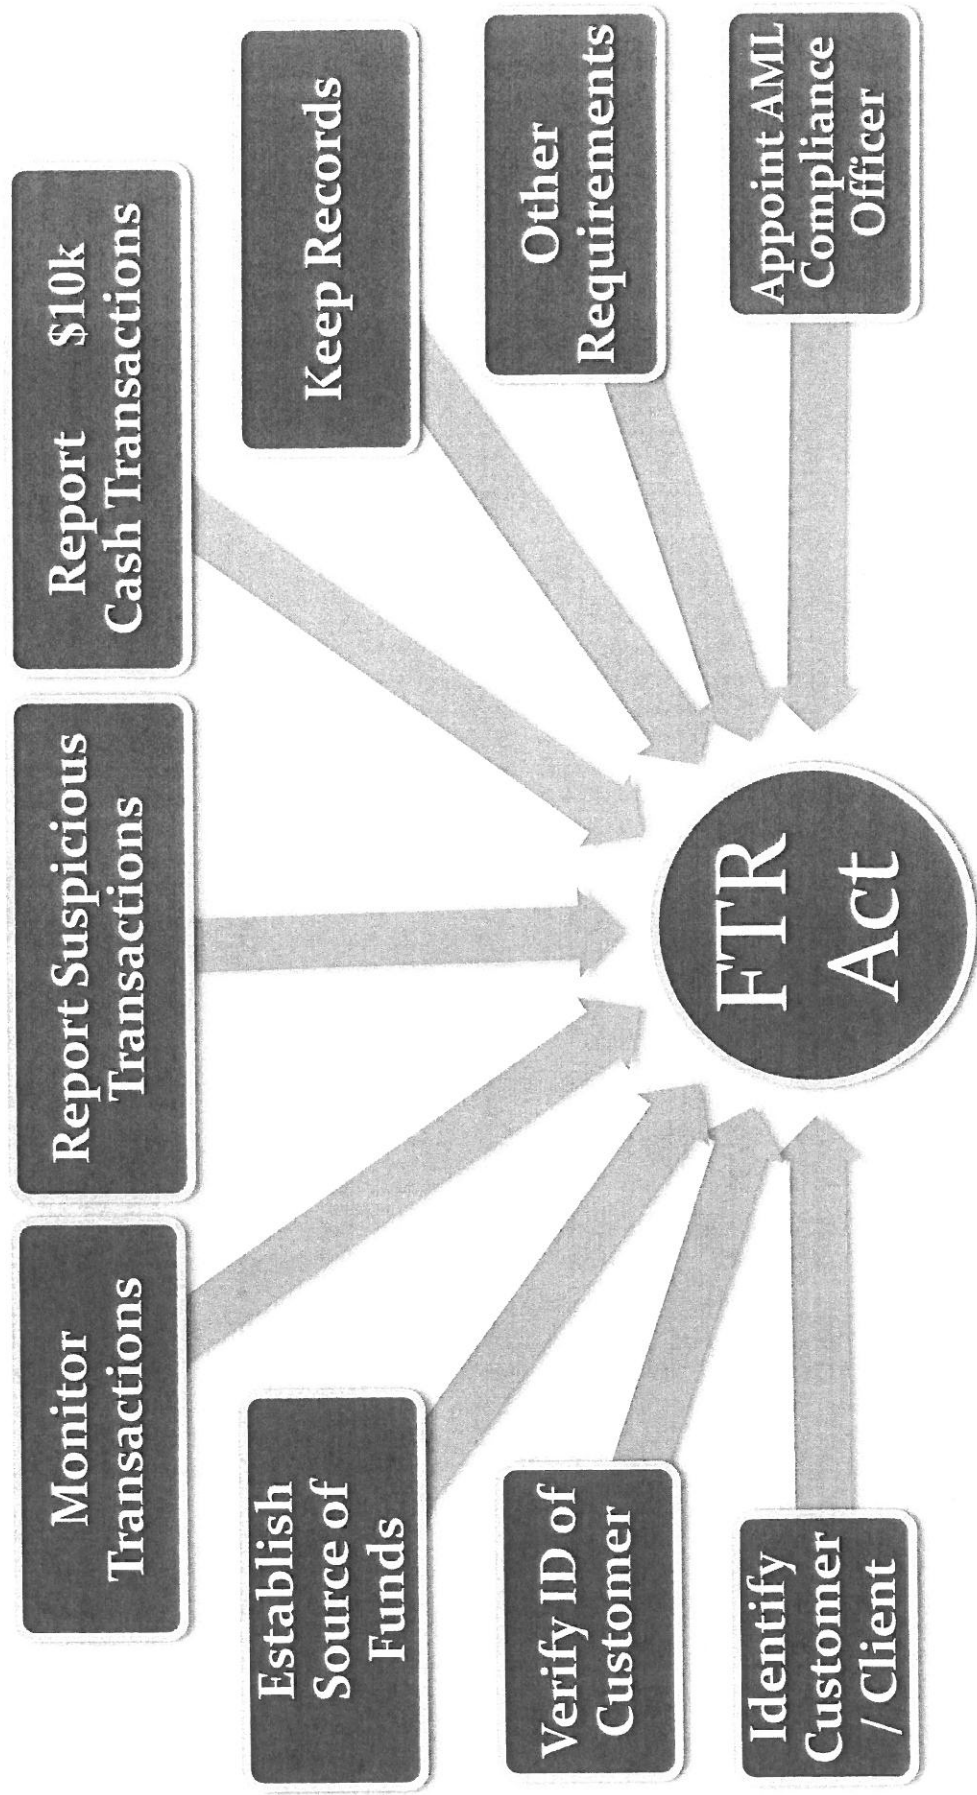 Identify
Customer
/ Client
Verify ID of
Customer
Establish
Source of
Funds
Monitor
Transactions
Report Suspicious
Transactions
Report $10k
Cash Transactions
Keep Records
Other
Requirements
Appoint AML
Compliance
Officer
FTR
Act